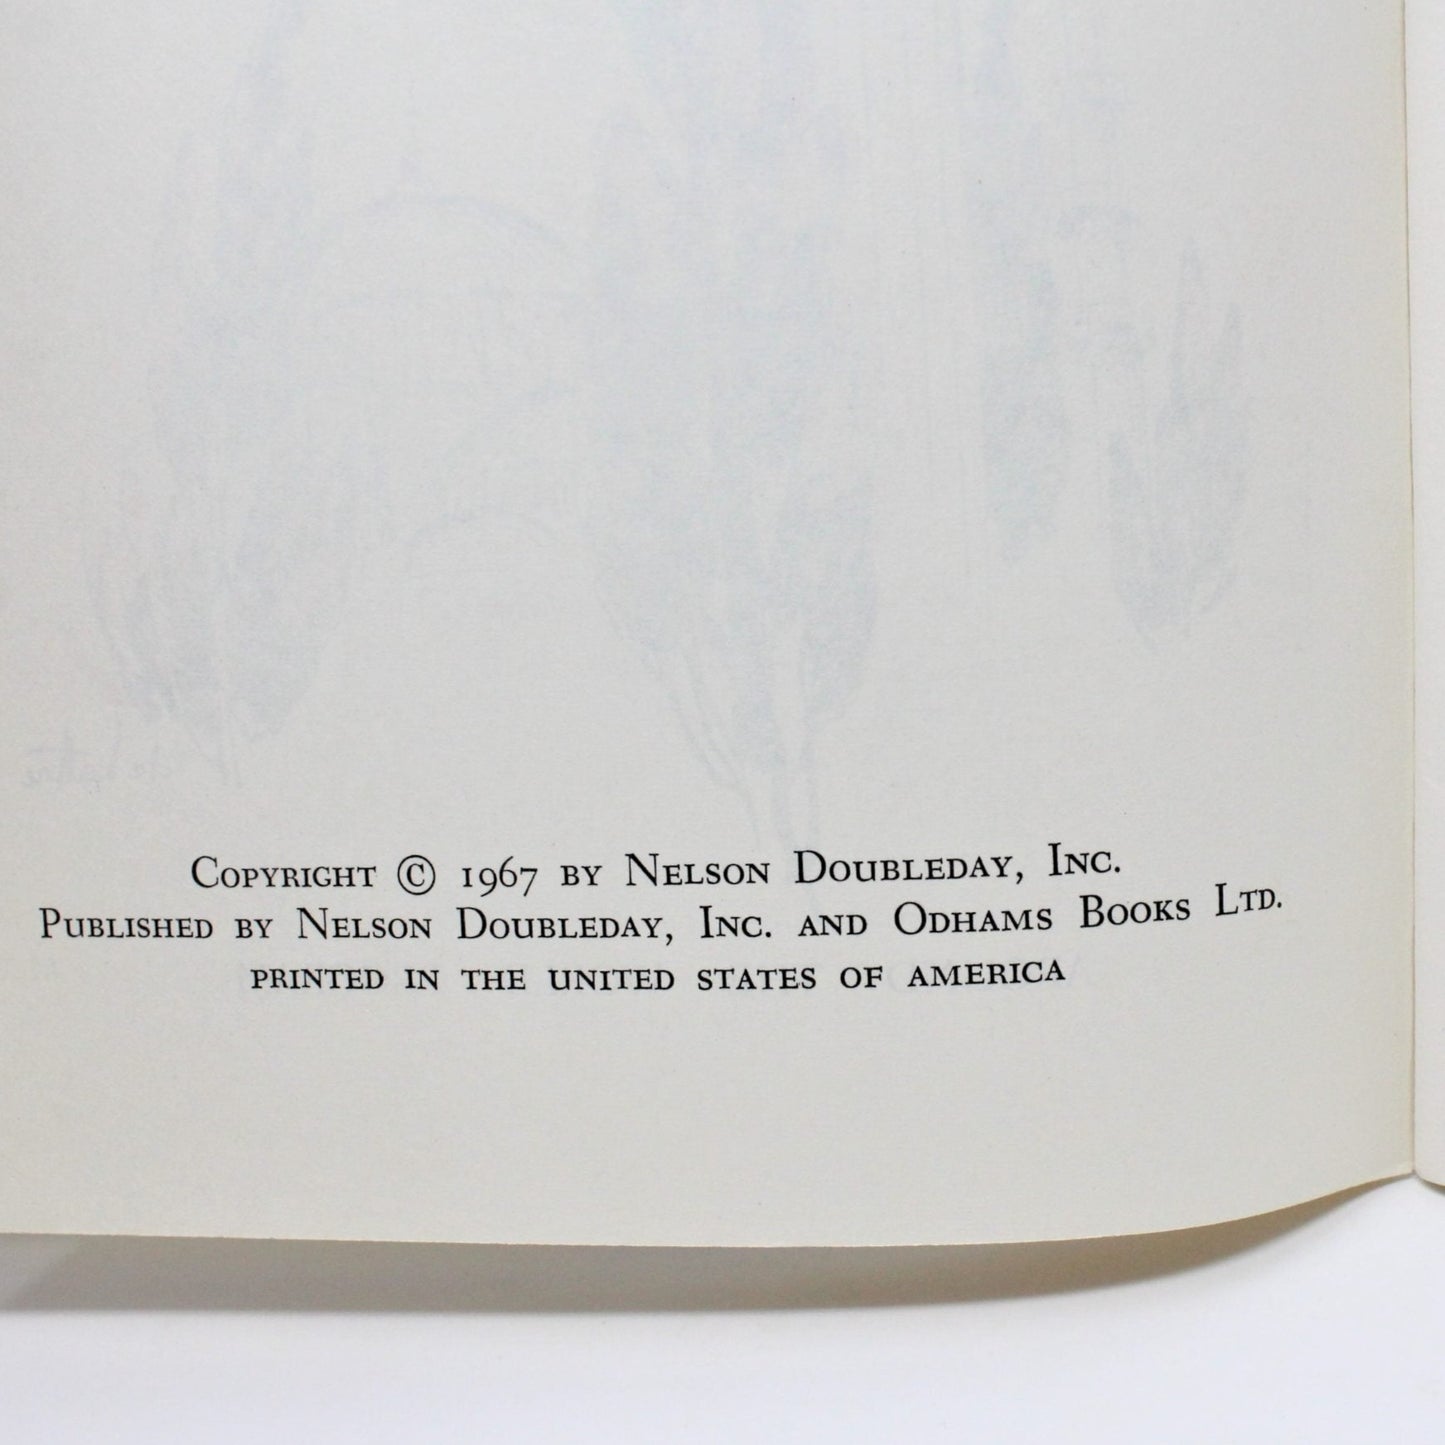 Copyright © 1967 by Nelson Doubleday, Inc.
Published by Nelson Doubleday, Inc. and Odhams Books Ltd.
PRINTED IN THE UNITED STATES OF AMERICA